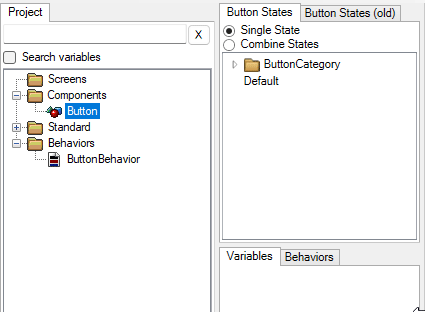 Project
X
Search variables
Screens
Components
Button
Standard
Behaviors
ButtonBehavior
Button States
Button States (old)
Single State
Combine States
ButtonCategory
Default
Variables
Behaviors